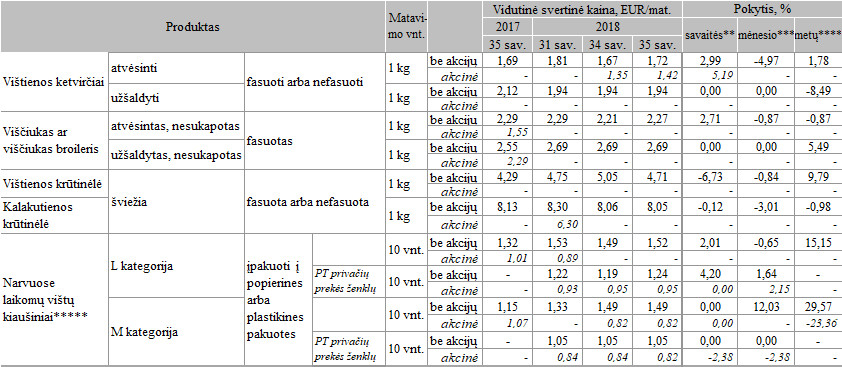 Produktas Matavi-mo vnt. Vidutinė svertinė kaina, EUR/mat. Pokytis, %
2017 2018 savaitės** mėnesio*** metų****
35 sav. 31 sav. 34 sav. 35 sav.
Vištienos ketvirčiai atvėsinti fasuoti arba nefasuoti 1 kg be akcijų 1,69 1,81 1,67 1,72 2,99 -4,97 1,78
akcinė - - 1,35 1,42 5,19 - -
užšaldyti 1 kg be akcijų 2,12 1,94 1,94 1,94 0,00 0,00 -8,49
akcinė - - - - - - -
Viščiukas ar viščiukas broileris atvėsintas, nesukapotas fasuotas 1 kg be akcijų 2,29 2,29 2,21 2,27 2,71 -0,87 -0,87
akcinė 1,55 - - - - - -
užšaldytas, nesukapotas 1 kg be akcijų 2,55 2,69 2,69 2,69 0,00 0,00 5,49
akcinė 2,29 - - - - - -
Vištienos krūtinėlė šviežia fasuota arba nefasuota 1 kg be akcijų 4,29 4,75 5,05 4,71 -6,73 -0,84 9,79
akcinė - - - - - - -
Kalakutienos krūtinėlė 1 kg be akcijų 8,13 8,30 8,06 8,05 -0,12 -3,01 -0,98
akcinė - 6,30 - - - - -
Narvuose laikomų vištų kiaušiniai***** L kategorija įpakuoti į popierines arba plastikines pakuotes 10 vnt. be akcijų 1,32 1,53 1,49 1,52 2,01 -0,65 15,15
akcinė 1,01 0,89 - - - - -
PT privačių prekės ženklų 10 vnt. be akcijų - 1,22 1,19 1,24 4,20 1,64 -
akcinė - 0,93 0,95 0,95 0,00 2,15 -
M kategorija 10 vnt. be akcijų 1,15 1,33 1,49 1,49 0,00 12,03 29,57
akcinė 1,07 - 0,82 0,82 0,00 - -23,36
PT privačių prekės ženklų 10 vnt. be akcijų - 1,05 1,05 1,05 0,00 0,00 -
akcinė - 0,84 0,84 0,82 -2,38 -2,38 -